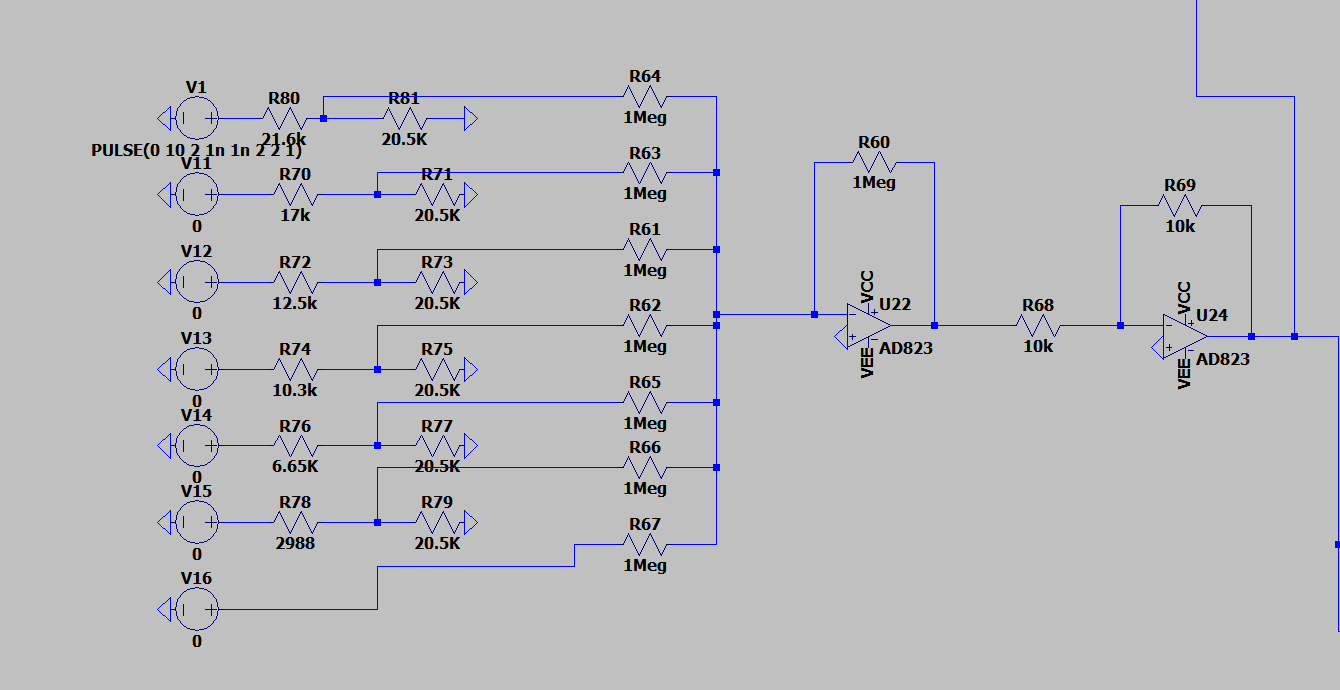 V1
R80
21.6k
R81
20.5K
R64
1Meg
PULSE(0 10 2 1n 1n 2 2 1)
V11
0
R70
17k
R71
20.5K
R63
1Meg
V12
0
R72
12.5k
R73
20.5K
R61
1Meg
V13
0
R74
10.3k
R75
20.5K
R62
1Meg
V14
0
R76
6.65K
R77
20.5K
R65
1Meg
V15
0
R78
2988
R79
20.5K
R66
1Meg
V16
0
R67
1Meg
R60
1Meg
VCC
U22
AD823
VEE
R68
10k
R69
10k
VCC
U24
AD823
VEE